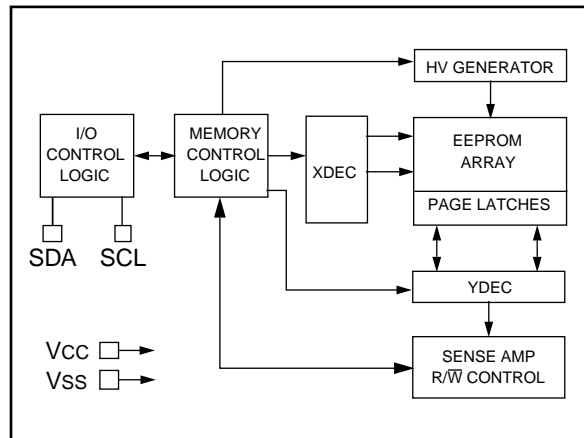 HV GENERATOR
I/O
CONTROL
LOGIC
MEMORY
CONTROL
LOGIC
XDEC
EEPROM
ARRAY
PAGE LATCHES
SDA
SCL
YDEC
VCC
VSS
SENSE AMP
R/W̅ CONTROL